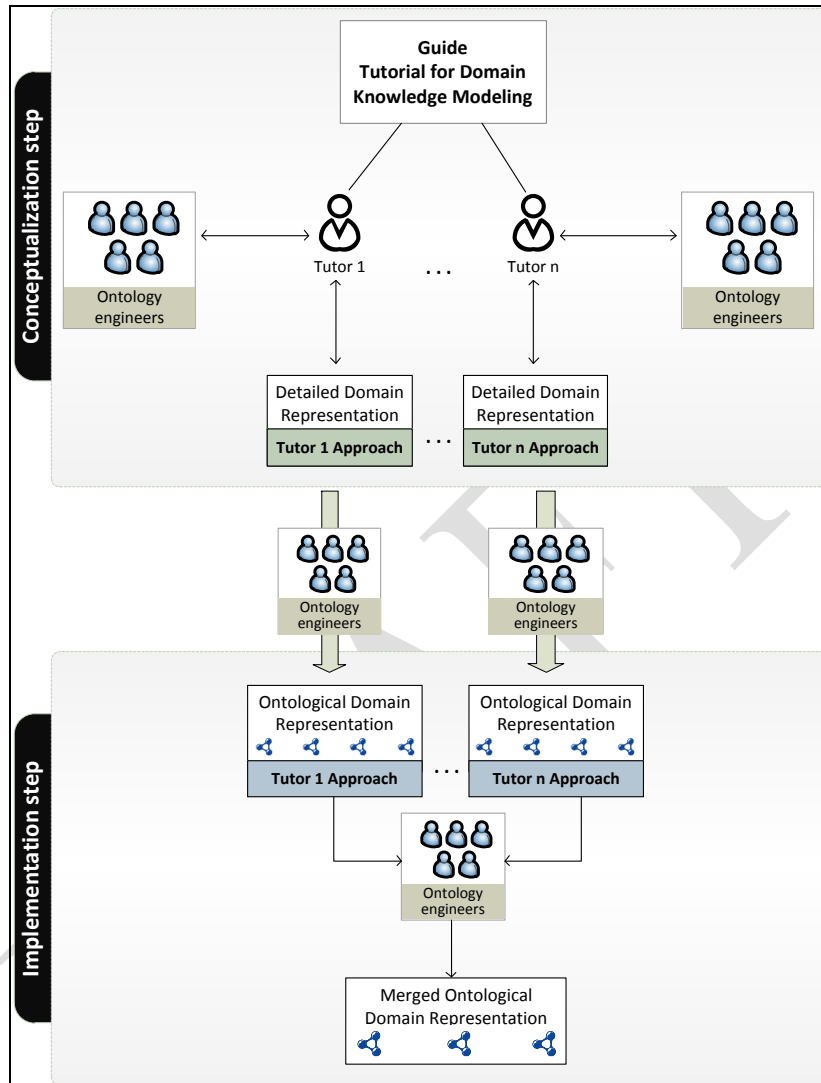 Guide
Tutorial for Domain
Knowledge Modeling
Conceptualization step
Tutor 1
...
Tutor n
Ontology
engineers
Ontology
engineers
Detailed Domain
Representation
Tutor 1 Approach
...
Detailed Domain
Representation
Tutor n Approach
Ontology
engineers
Ontology
engineers
Implementation step
Ontological Domain
Representation
Tutor 1 Approach
...
Ontological Domain
Representation
Tutor n Approach
Ontology
engineers
Merged Ontological
Domain Representation